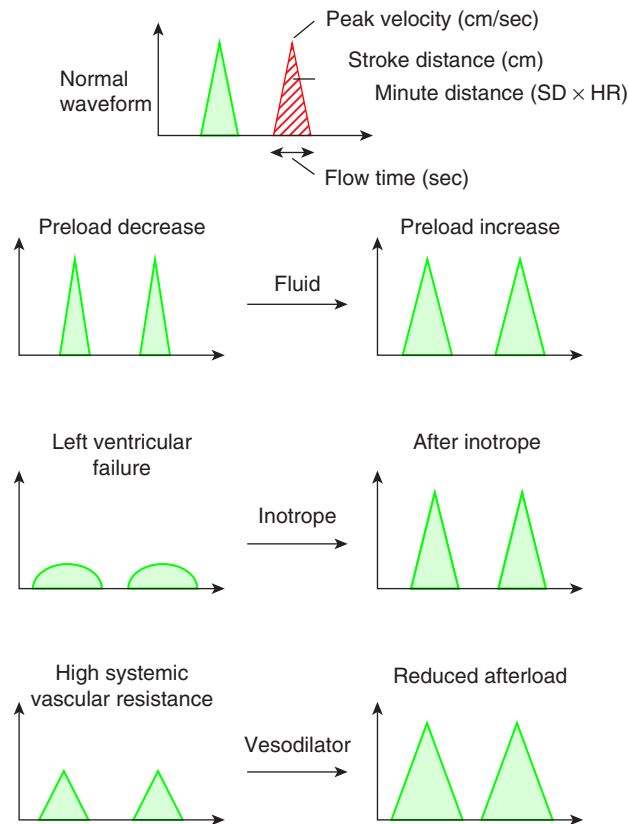 Peak velocity (cm/sec)
Stroke distance (cm)
Normal
waveform
Minute distance (SD × HR)
Flow time (sec)
Preload decrease
Preload increase
Fluid
Left ventricular
failure
After inotrope
Inotrope
High systemic
vascular resistance
Reduced afterload
Vesodilator